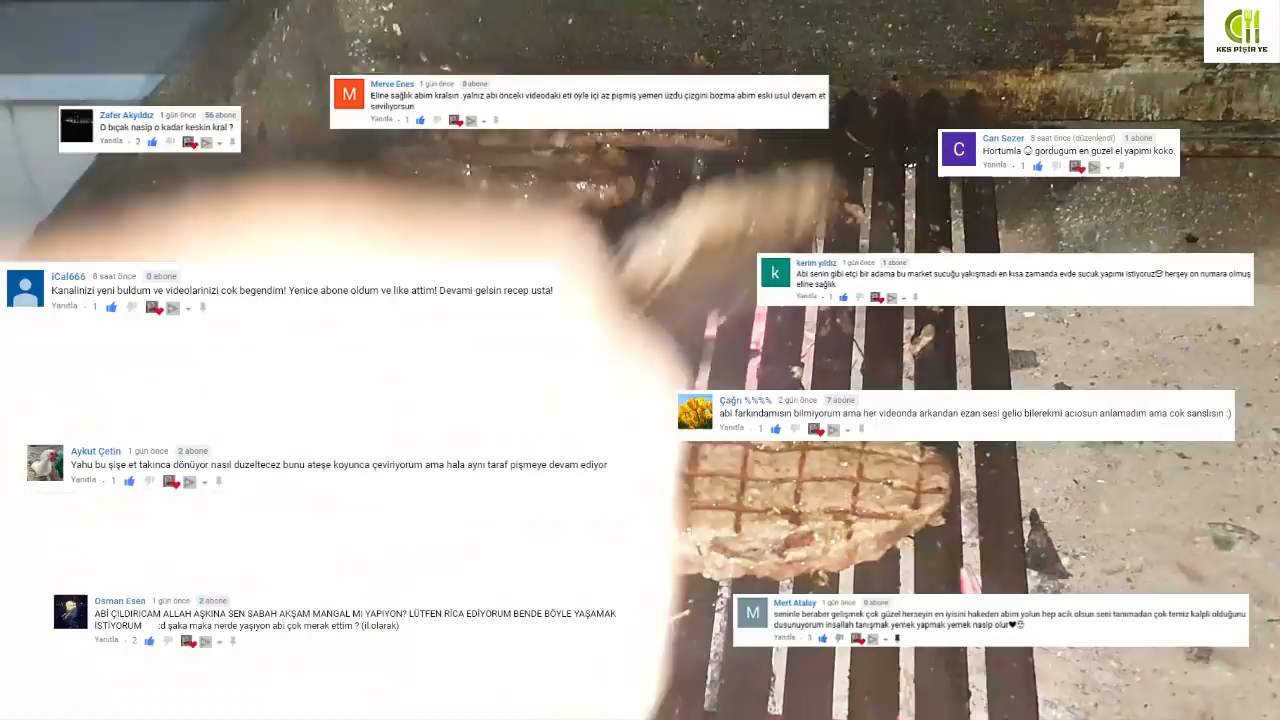 KES PİŞİR YE
Merve Enes 1 gün önce 0 abone
Eline sağlık abim kralsın .yalnız abi önceki videodaki eti öyle içi az pişmiş yemen üzdü çizgini bozma abim eski usul devam et
seviliyorsun
Yanıtla · 1
Zafer Akyıldız 1 gün önce 56 abone
O bıçak nasip o kadar keskin kral ?
Yanıtla · 2
Can Sezer 8 saat önce (düzenlendi) 1 abone
Hortumla gordugum en guzel el yapımı koko.
Yanıtla · 1
iCal666 8 saat önce 0 abone
Kanalinizi yeni buldum ve videolarinizi cok begendim! Yenice abone oldum ve like attim! Devami gelsin recep usta!
Yanıtla · 1
kerim yıldız 1 gün önce 1 abone
Abi senin gibi etçi bir adama bu market sucuğu yakışmadı en kısa zamanda evde sucuk yapımı istiyoruz herşey on numara olmuş
eline sağlık
Yanıtla · 1
Çağrı %%%% 2 gün önce 7 abone
abi farkındamısın bilmiyorum ama her videonda arkandan ezan sesi gelio bilerekmi acıosun anlamadım ama cok sanslısın :)
Yanıtla · 1
Aykut Çetin 1 gün önce 2 abone
Yahu bu şişe et takınca dönüyor nasıl duzeltecez bunu ateşe koyunca çeviriyorum ama hala aynı taraf pişmeye devam ediyor
Yanıtla · 1
Osman Esen 1 gün önce 2 abone
ABİ ÇILDIRICAM ALLAH AŞKINA SEN SABAH AKŞAM MANGAL MI YAPIYON? LÜTFEN RİCA EDİYORUM BENDE BÖYLE YAŞAMAK
İSTİYORUM :d şaka maka nerde yaşıyon abi çok merak ettim ? (il olarak)
Yanıtla · 2
Mert Atalay 1 gün önce 0 abone
seninle beraber gelişmek çok güzel herseyin en iyisini hakeden abim yolun hep acik olsun seni tanımadan çok temiz kalpli olduğunu
dusunuyorum insallah tanışmak yemek yapmak yemek nasip olur
Yanıtla · 3